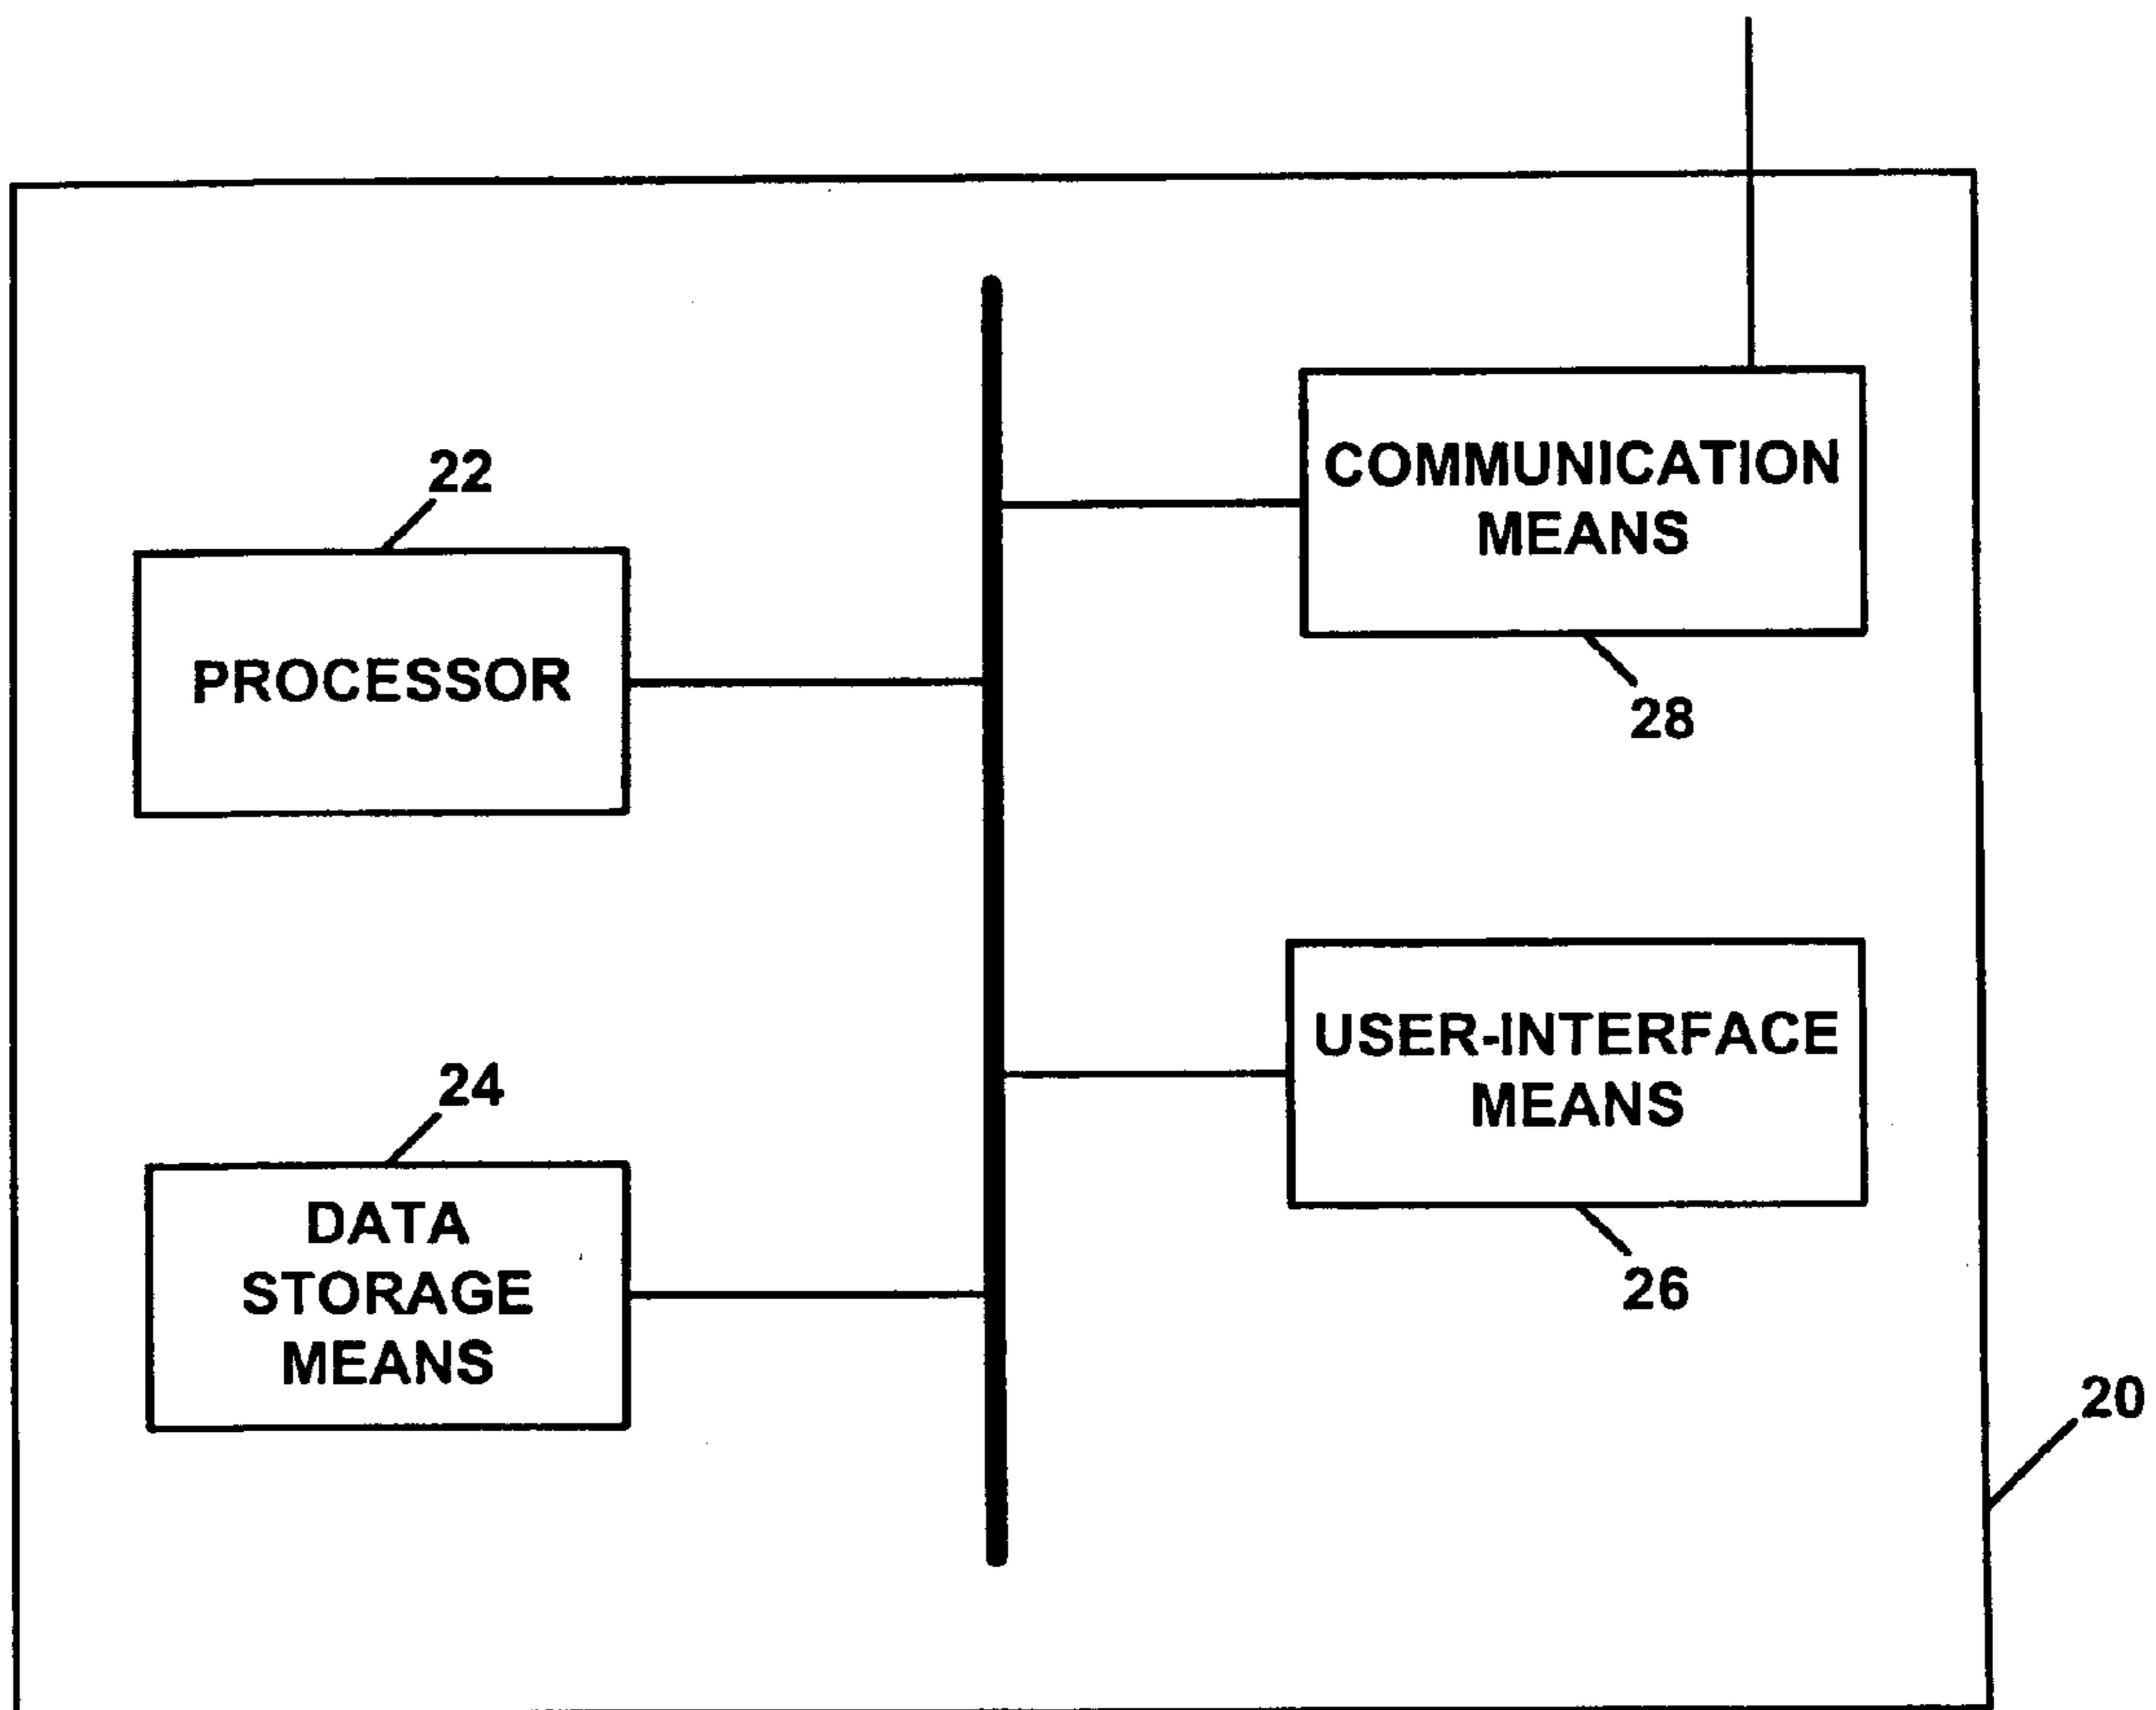 22
PROCESSOR
COMMUNICATION
MEANS
28
24
DATA
STORAGE
MEANS
USER-INTERFACE
MEANS
26
20